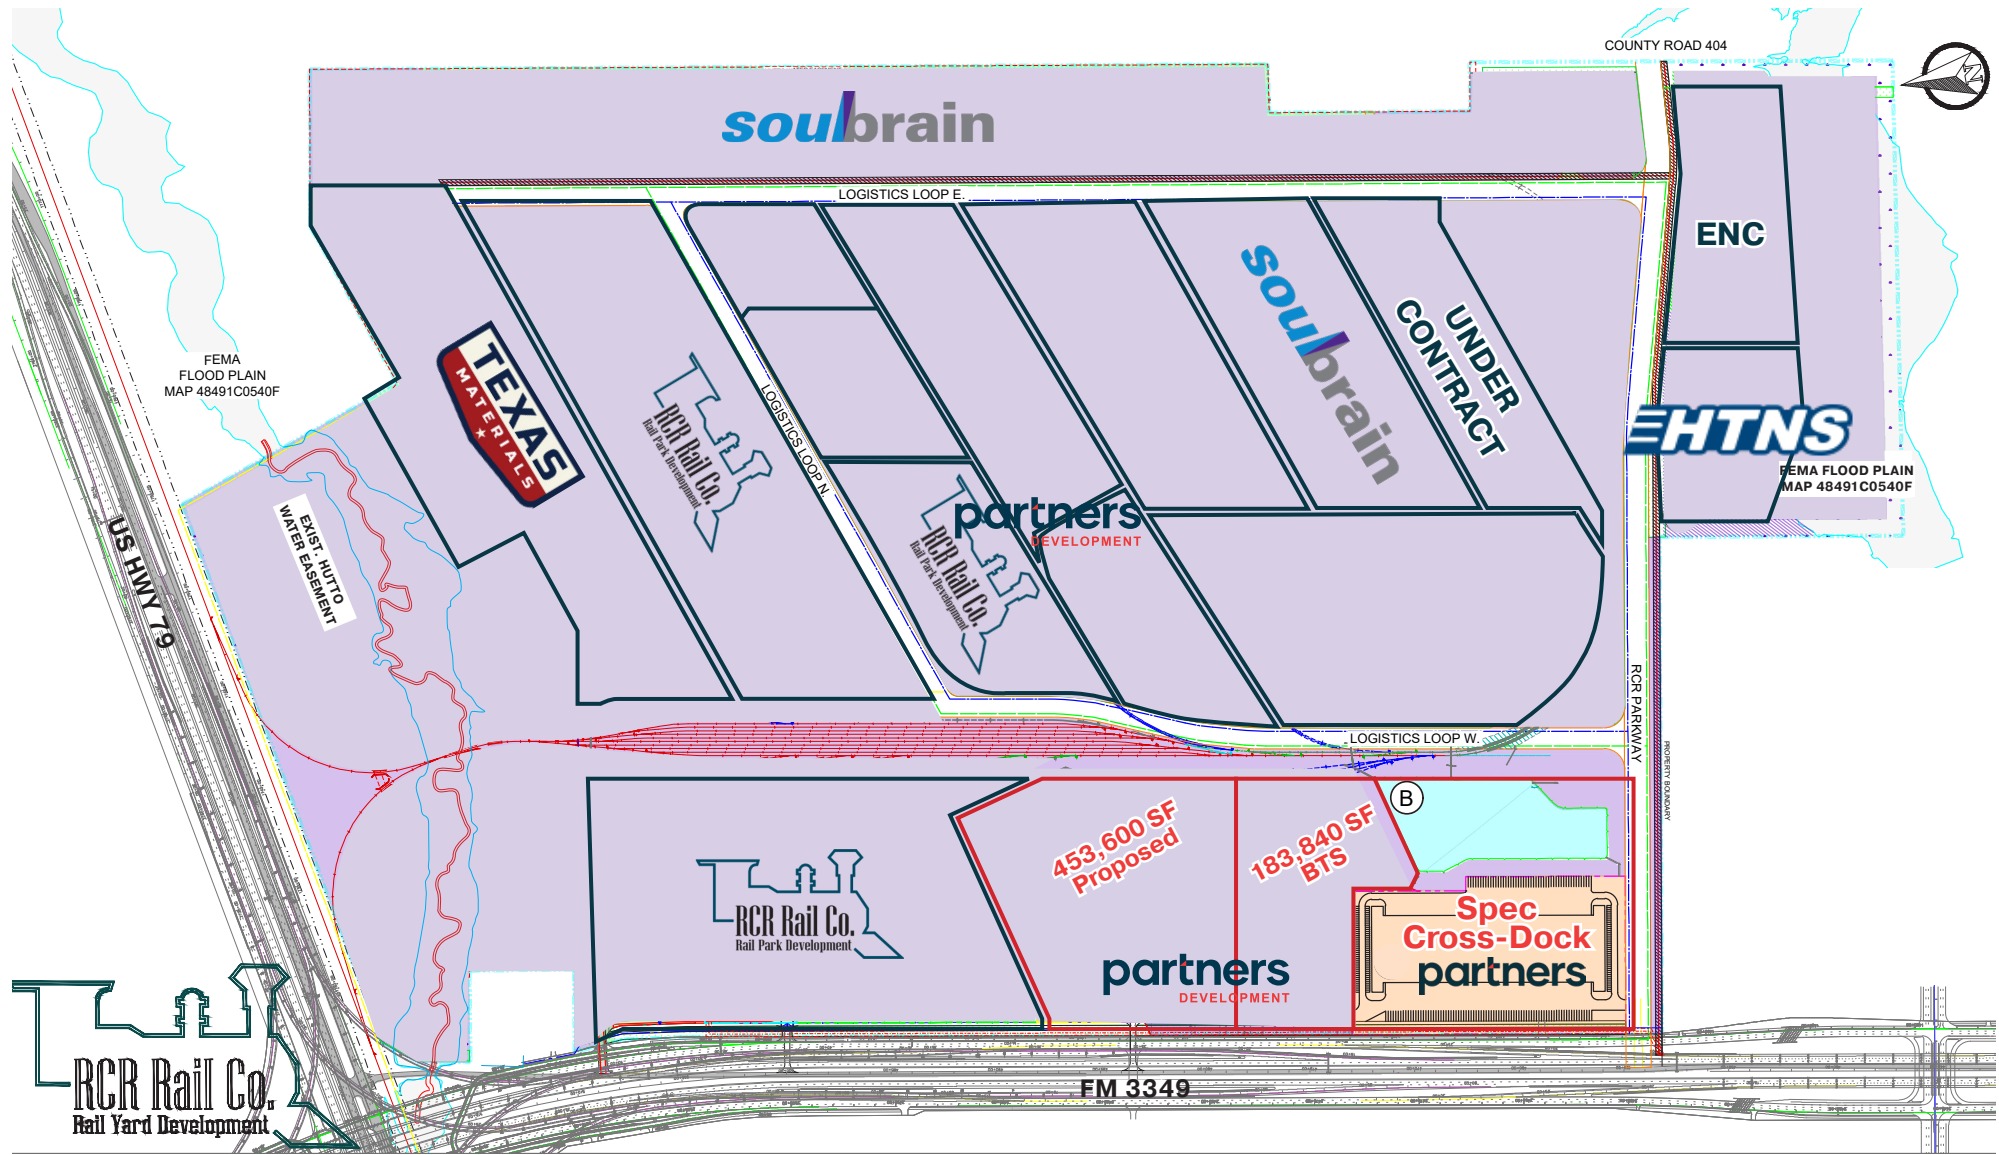 COUNTY ROAD 404
N
soulbrain
LOGISTICS LOOP E.
ENC
soulbrain
UNDER
CONTRACT
FEMA
FLOOD PLAIN
MAP 48491C0540F
TEXAS
MATERIALS
RCR Rail Co.
Rail Park Development
LOGISTICS LOOP N.
HTNS
FEMA FLOOD PLAIN
MAP 48491C0540F
partners
DEVELOPMENT
RCR Rail Co.
Rail Park Development
EXIST. HUTTO
WATER EASEMENT
US HWY 79
RCR PARKWAY
LOGISTICS LOOP W.
PROPERTY BOUNDARY
B
453,600 SF
Proposed
183,840 SF
BTS
RCR Rail Co.
Rail Park Development
Spec
Cross-Dock
partners
partners
DEVELOPMENT
RCR Rail Co.
Rail Yard Development
FM 3349